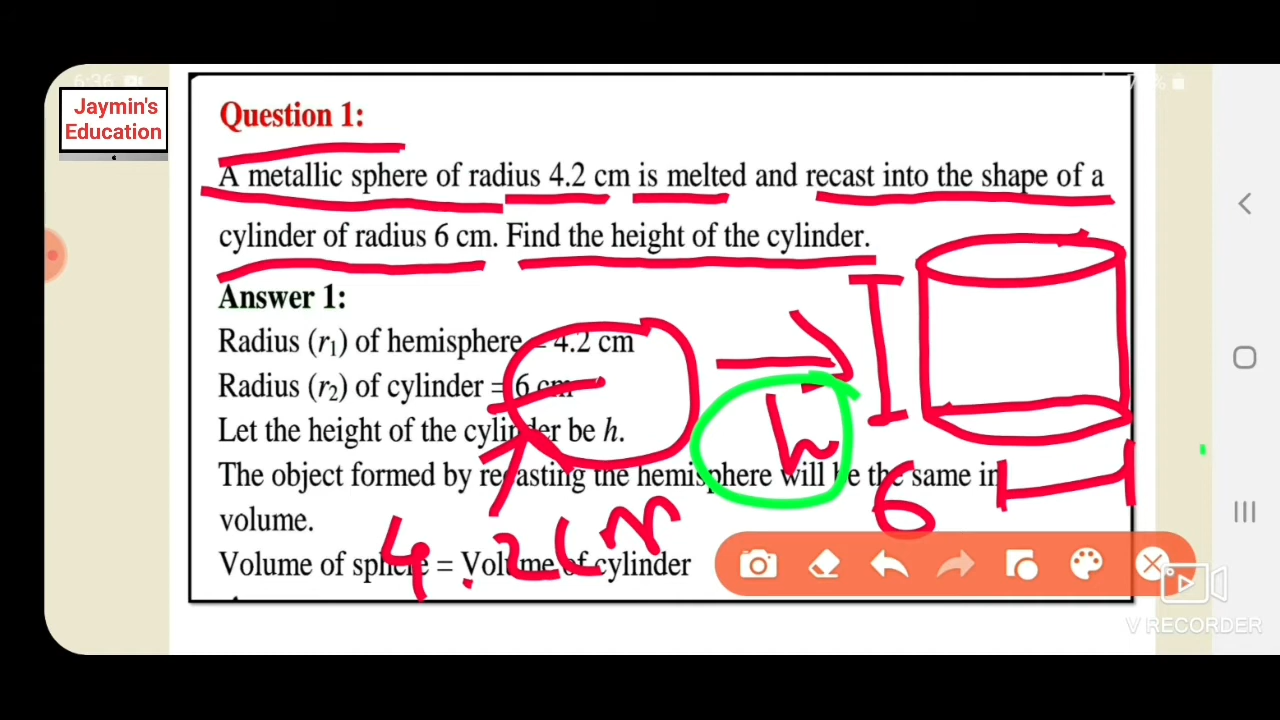 6:36
Jaymin's
Education
Question 1:
A metallic sphere of radius 4.2 cm is melted and recast into the shape of a
cylinder of radius 6 cm. Find the height of the cylinder.
Answer 1:
Radius (r₁) of hemisphere = 4.2 cm
Radius (r₂) of cylinder = 6 cm
Let the height of the cylinder be h.
The object formed by recasting the hemisphere will be the same in
volume.
Volume of sphere = Volume of cylinder
h
6
4.2cm
V RECORDER